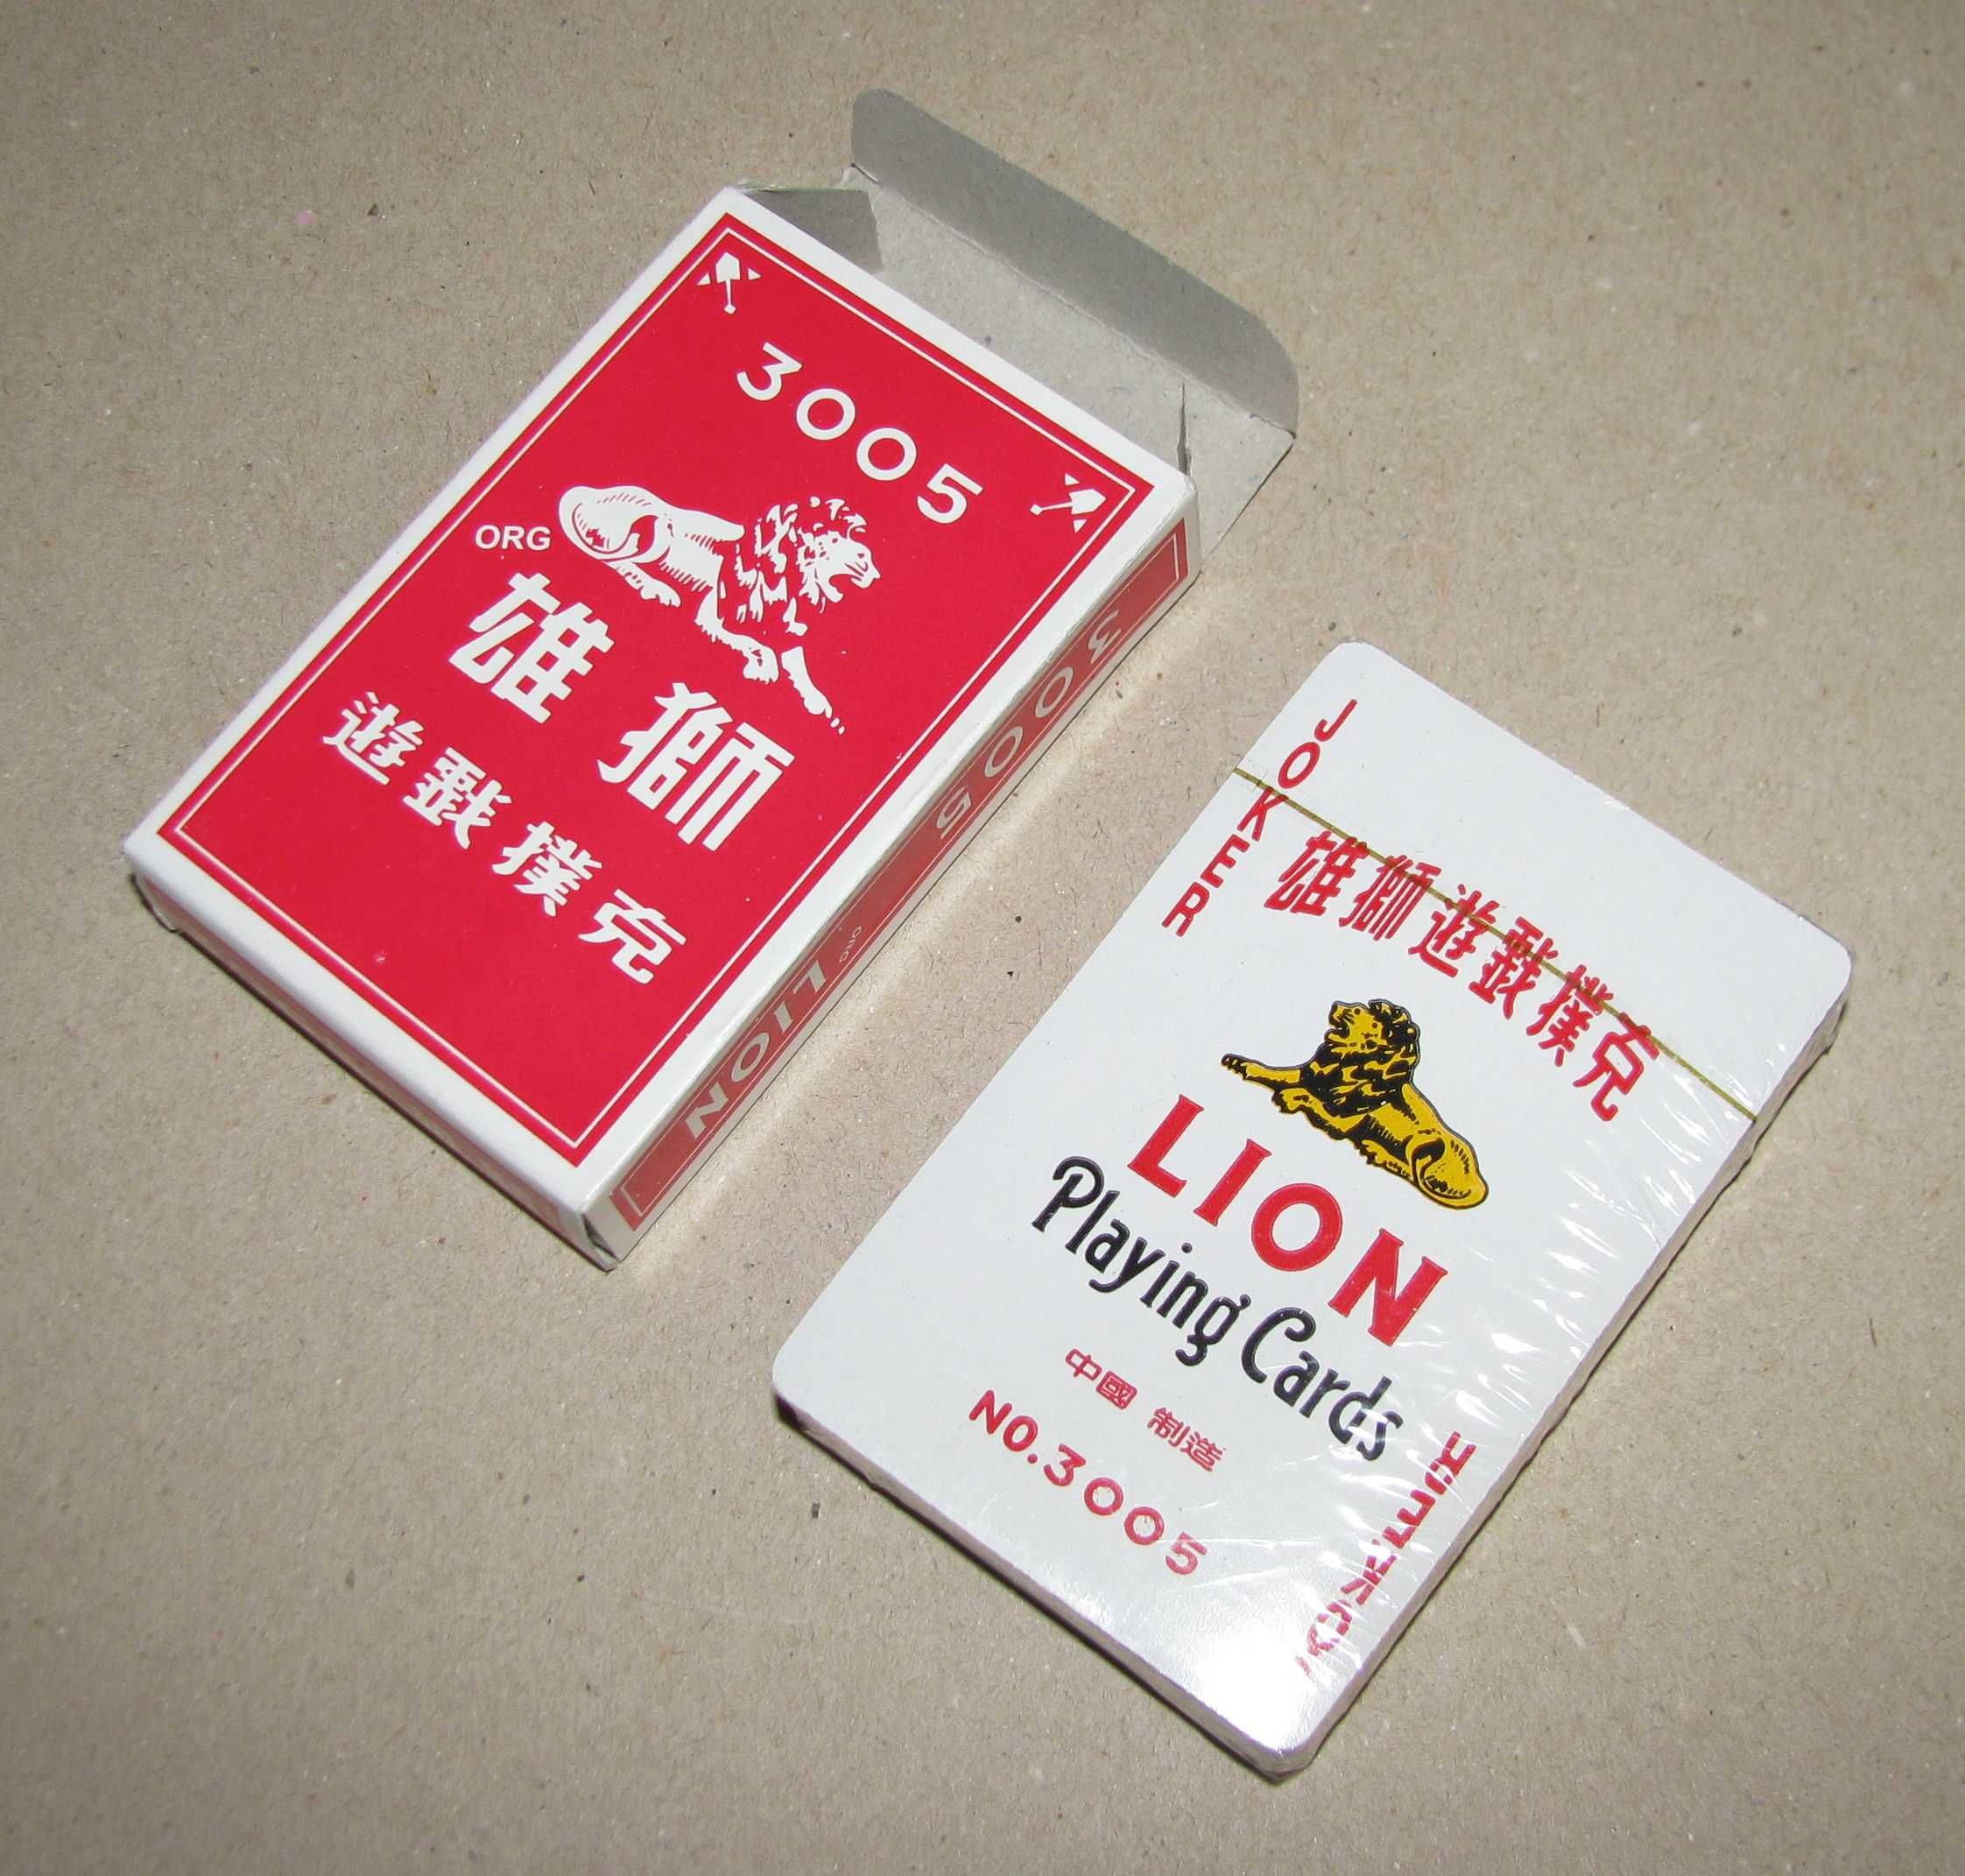 3005
ORG
雄獅
遊戲撲克
3005
ORG
LION
JOKER
雄獅遊戲撲克
LION
Playing Cards
中國 制造
NO.3005
JOKER